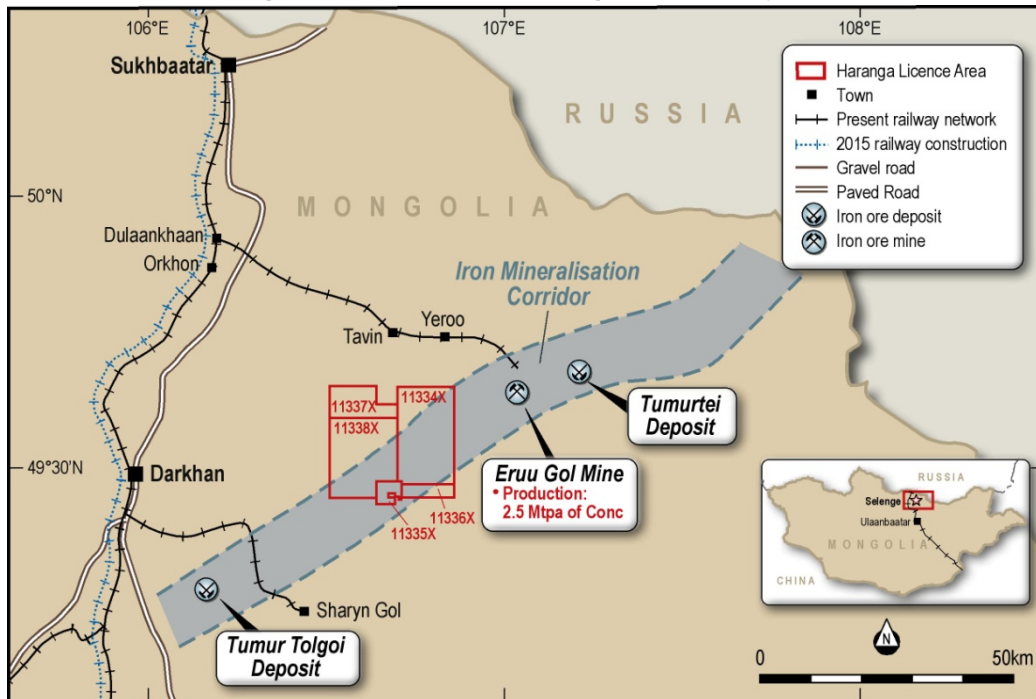 106°E
107°E
108°E
Sukhbaatar
RUSSIA
Haranga Licence Area
Town
Present railway network
2015 railway construction
Gravel road
Paved Road
Iron ore deposit
Iron ore mine
50°N
MONGOLIA
Dulaankhaan
Orkhon
Iron Mineralisation
Corridor
Tavin
Yeroo
11337X
11334X
11338X
Tumurtei
Deposit
49°30'N
Darkhan
Eruu Gol Mine
• Production:
2.5 Mtpa of Conc
11336X
11335X
RUSSIA
Selenge
Ulaanbaatar
MONGOLIA
CHINA
Sharyn Gol
Tumur Tolgoi
Deposit
N
0
50km